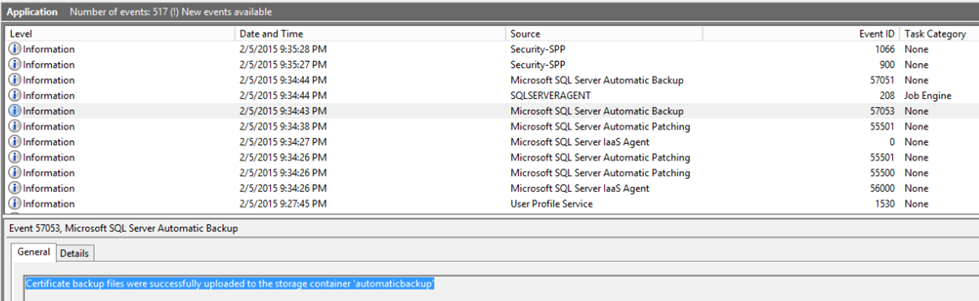 Application Number of events: 517 (!) New events available
Level Date and Time Source Event ID Task Category
Information 2/5/2015 9:35:28 PM Security-SPP 1066 None
Information 2/5/2015 9:35:27 PM Security-SPP 900 None
Information 2/5/2015 9:34:44 PM Microsoft SQL Server Automatic Backup 57051 None
Information 2/5/2015 9:34:44 PM SQLSERVERAGENT 208 Job Engine
Information 2/5/2015 9:34:43 PM Microsoft SQL Server Automatic Backup 57053 None
Information 2/5/2015 9:34:38 PM Microsoft SQL Server Automatic Patching 55501 None
Information 2/5/2015 9:34:27 PM Microsoft SQL Server IaaS Agent 0 None
Information 2/5/2015 9:34:26 PM Microsoft SQL Server Automatic Patching 55501 None
Information 2/5/2015 9:34:26 PM Microsoft SQL Server Automatic Patching 55500 None
Information 2/5/2015 9:34:26 PM Microsoft SQL Server IaaS Agent 56000 None
Information 2/5/2015 9:27:45 PM User Profile Service 1530 None
Event 57053, Microsoft SQL Server Automatic Backup
General Details
Certificate backup files were successfully uploaded to the storage container 'automaticbackup'